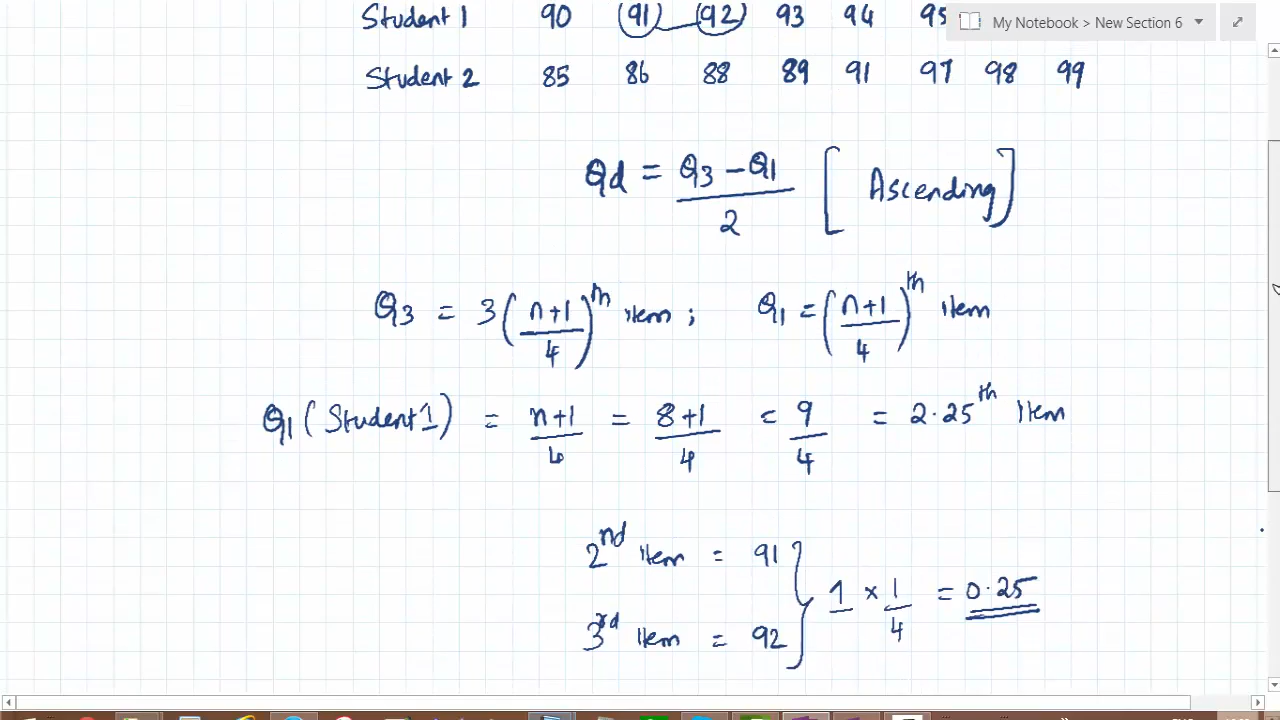 Student 1 90 91 92 93 94 95
My Notebook > New Section 6
Student 2 85 86 88 89 91 97 98 99
Qd = Q3 - Q1 / 2 [ Ascending ]
Q3 = 3 ( n+1 / 4 )th item ; Q1 = ( n+1 / 4 )th item
Q1 ( Student 1 ) = n+1 / 4 = 8+1 / 4 = 9 / 4 = 2.25th item
2nd item = 91
1 × 1 / 4 = 0.25
3rd item = 92